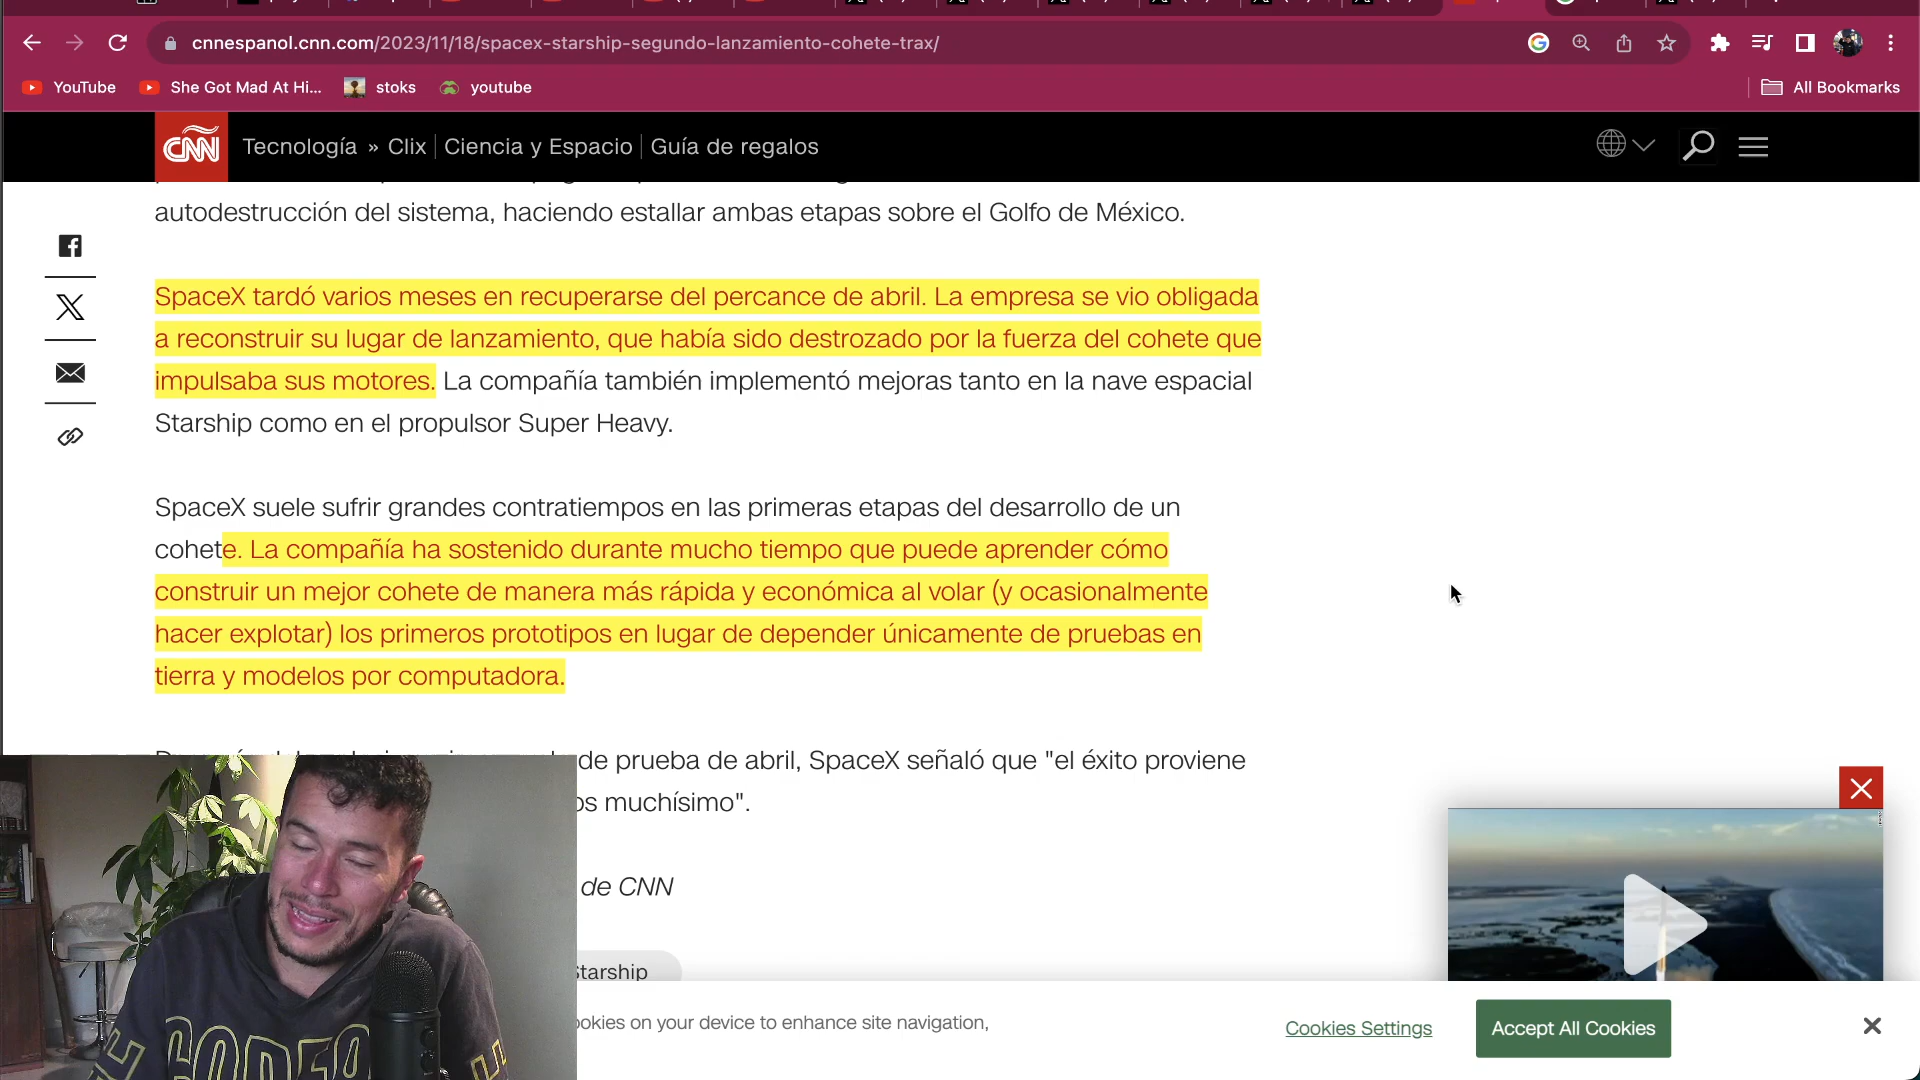 cnnespanol.cnn.com/2023/11/18/spacex-starship-segundo-lanzamiento-cohete-trax/
YouTube
She Got Mad At Hi...
stoks
youtube
All Bookmarks
CNN
Tecnología » Clix
Ciencia y Espacio
Guía de regalos
autodestrucción del sistema, haciendo estallar ambas etapas sobre el Golfo de México.
SpaceX tardó varios meses en recuperarse del percance de abril. La empresa se vio obligada
a reconstruir su lugar de lanzamiento, que había sido destrozado por la fuerza del cohete que
impulsaba sus motores. La compañía también implementó mejoras tanto en la nave espacial
Starship como en el propulsor Super Heavy.
SpaceX suele sufrir grandes contratiempos en las primeras etapas del desarrollo de un
cohete. La compañía ha sostenido durante mucho tiempo que puede aprender cómo
construir un mejor cohete de manera más rápida y económica al volar (y ocasionalmente
hacer explotar) los primeros prototipos en lugar de depender únicamente de pruebas en
tierra y modelos por computadora.
de prueba de abril, SpaceX señaló que "el éxito proviene
os muchísimo".
de CNN
Starship
ookies on your device to enhance site navigation,
Cookies Settings
Accept All Cookies